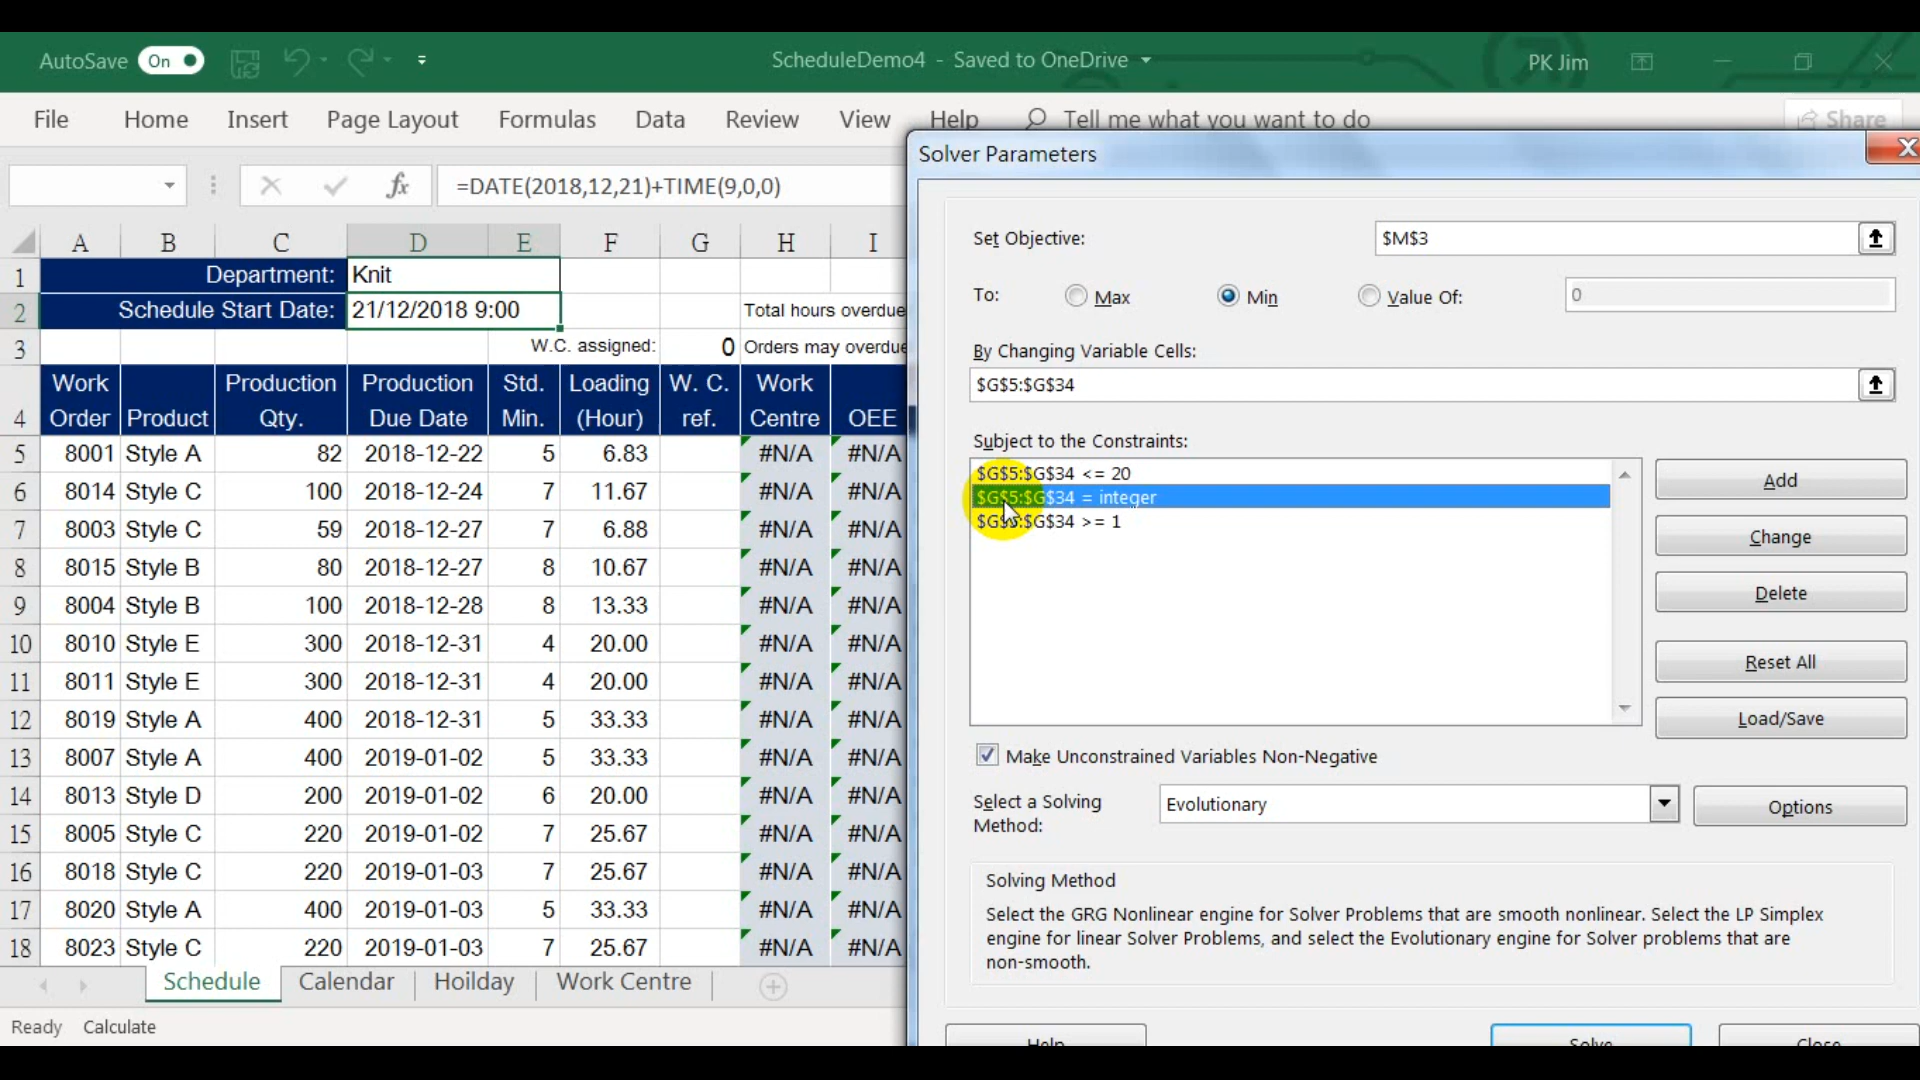 AutoSave On ScheduleDemo4 - Saved to OneDrive PK Jim
File Home Insert Page Layout Formulas Data Review View Help Tell me what you want to do Share
fx =DATE(2018,12,21)+TIME(9,0,0)
A B C D E F G H I
1 Department: Knit
2 Schedule Start Date: 21/12/2018 9:00 Total hours overdue
3 W.C. assigned: 0 Orders may overdue
Work Production Production Std. Loading W. C. Work
4 Order Product Qty. Due Date Min. (Hour) ref. Centre OEE
5 8001 Style A 82 2018-12-22 5 6.83 #N/A #N/A
6 8014 Style C 100 2018-12-24 7 11.67 #N/A #N/A
7 8003 Style C 59 2018-12-27 7 6.88 #N/A #N/A
8 8015 Style B 80 2018-12-27 8 10.67 #N/A #N/A
9 8004 Style B 100 2018-12-28 8 13.33 #N/A #N/A
10 8010 Style E 300 2018-12-31 4 20.00 #N/A #N/A
11 8011 Style E 300 2018-12-31 4 20.00 #N/A #N/A
12 8019 Style A 400 2018-12-31 5 33.33 #N/A #N/A
13 8007 Style A 400 2019-01-02 5 33.33 #N/A #N/A
14 8013 Style D 200 2019-01-02 6 20.00 #N/A #N/A
15 8005 Style C 220 2019-01-02 7 25.67 #N/A #N/A
16 8018 Style C 220 2019-01-03 7 25.67 #N/A #N/A
17 8020 Style A 400 2019-01-03 5 33.33 #N/A #N/A
18 8023 Style C 220 2019-01-03 7 25.67 #N/A #N/A
Schedule Calendar Hoilday Work Centre
Ready Calculate
Solver Parameters
Set Objective: $M$3
To: Max Min Value Of: 0
By Changing Variable Cells:
$G$5:$G$34
Subject to the Constraints:
$G$5:$G$34 <= 20
$G$5:$G$34 = integer
$G$5:$G$34 >= 1
Add
Change
Delete
Reset All
Load/Save
Make Unconstrained Variables Non-Negative
Select a Solving Evolutionary Options
Method:
Solving Method
Select the GRG Nonlinear engine for Solver Problems that are smooth nonlinear. Select the LP Simplex
engine for linear Solver Problems, and select the Evolutionary engine for Solver problems that are
non-smooth.
Help Solve Close